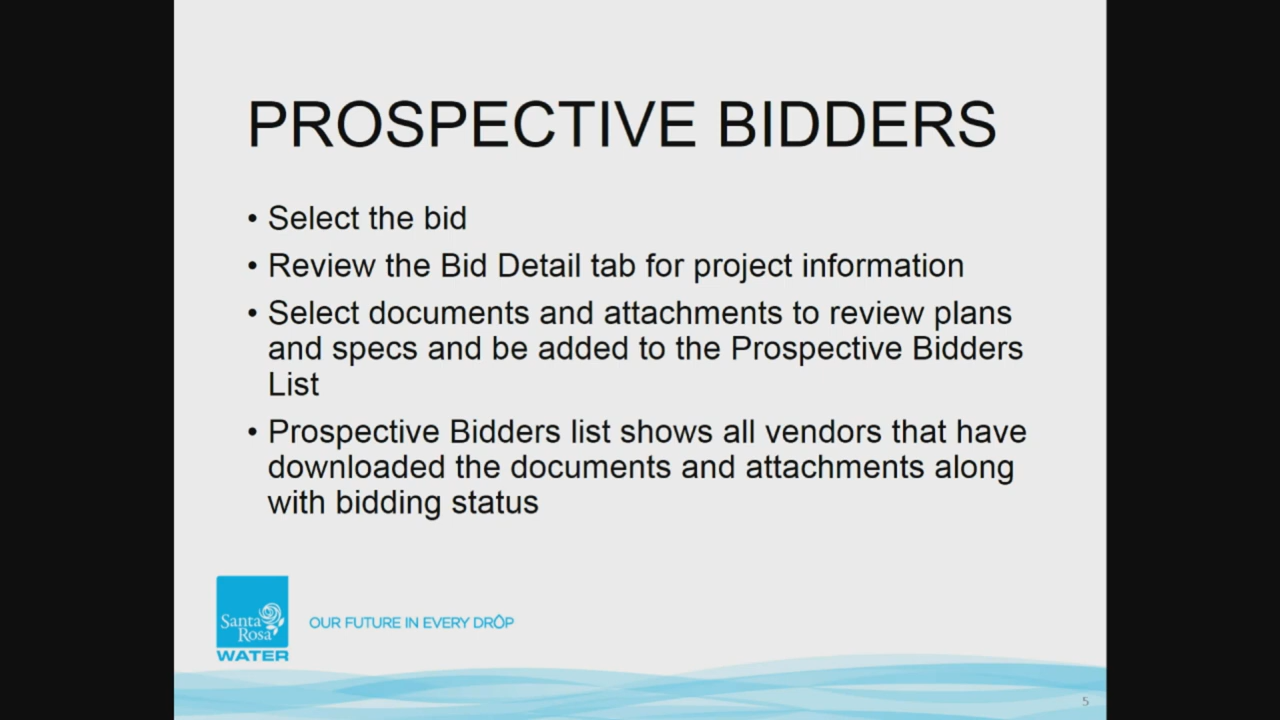 PROSPECTIVE BIDDERS
• Select the bid
• Review the Bid Detail tab for project information
• Select documents and attachments to review plans
and specs and be added to the Prospective Bidders
List
• Prospective Bidders list shows all vendors that have
downloaded the documents and attachments along
with bidding status
Santa
Rosa
WATER
OUR FUTURE IN EVERY DROP
5